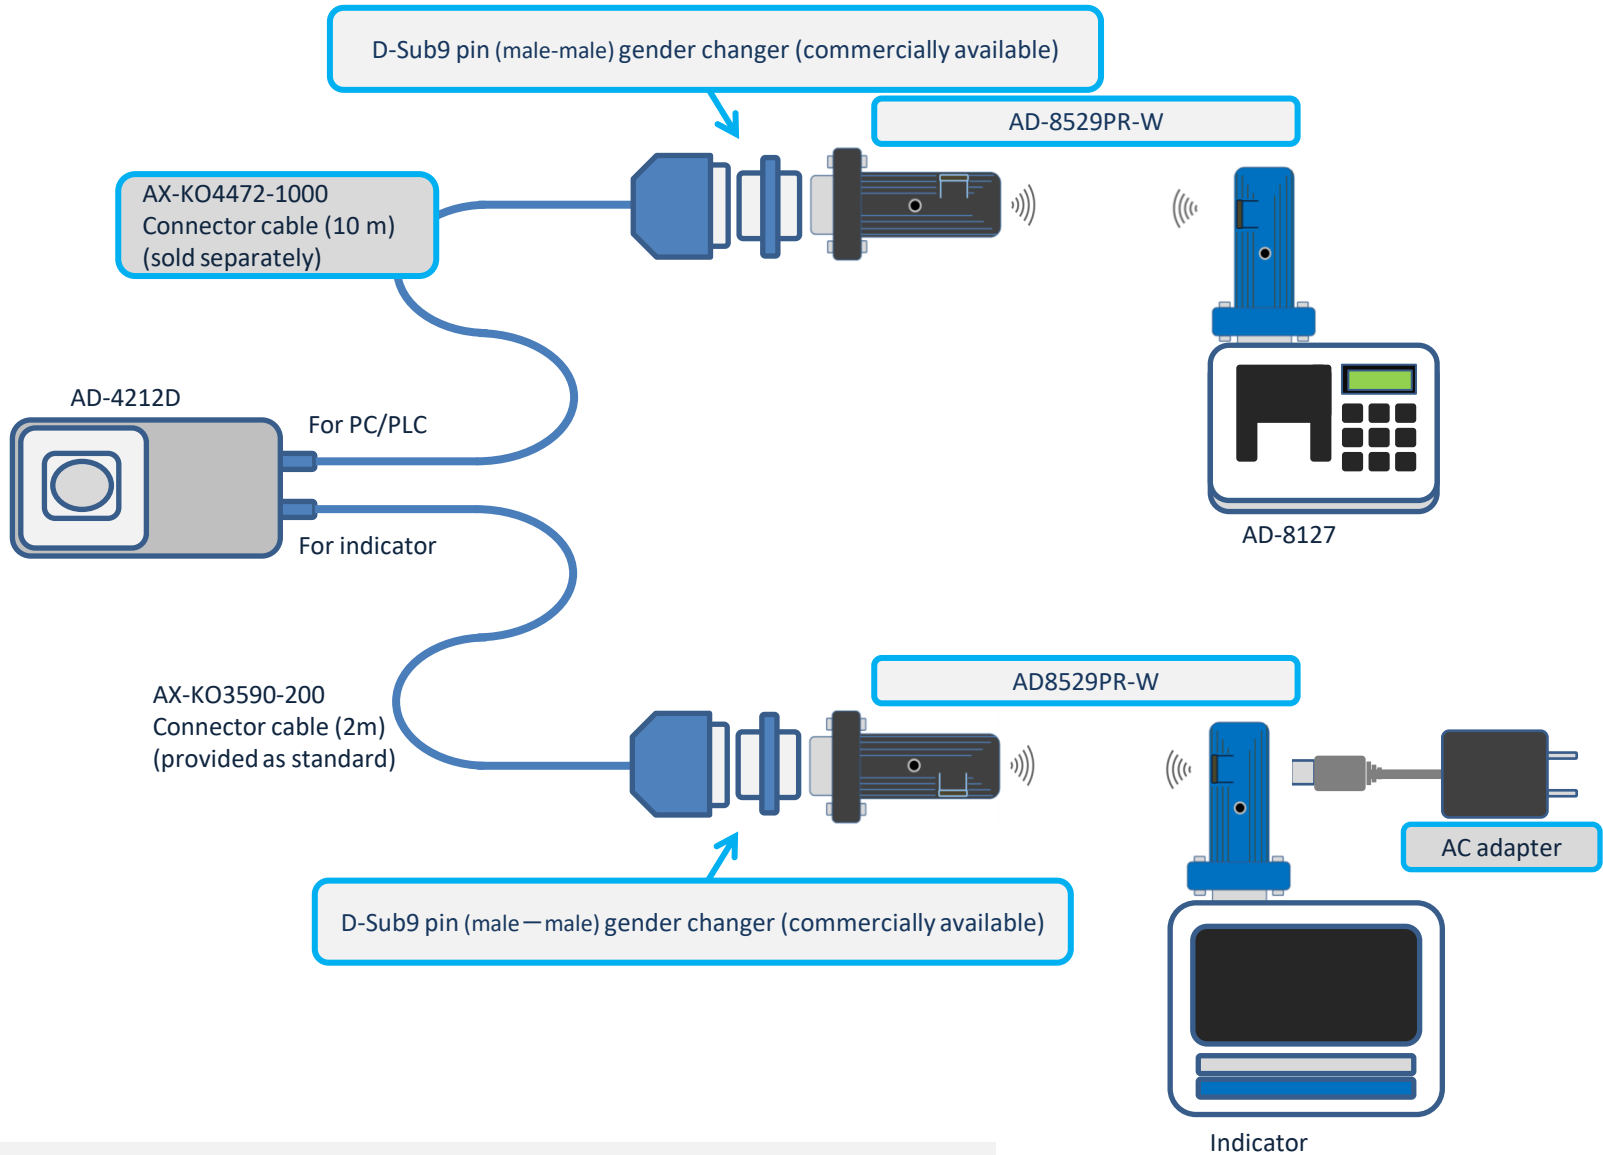 D-Sub9 pin (male-male) gender changer (commercially available)
AD-8529PR-W
AX-KO4472-1000
Connector cable (10 m)
(sold separately)
AD-4212D
For PC/PLC
For indicator
AD-8127
AX-KO3590-200
Connector cable (2m)
(provided as standard)
AD8529PR-W
AC adapter
D-Sub9 pin (male－male) gender changer (commercially available)
Indicator